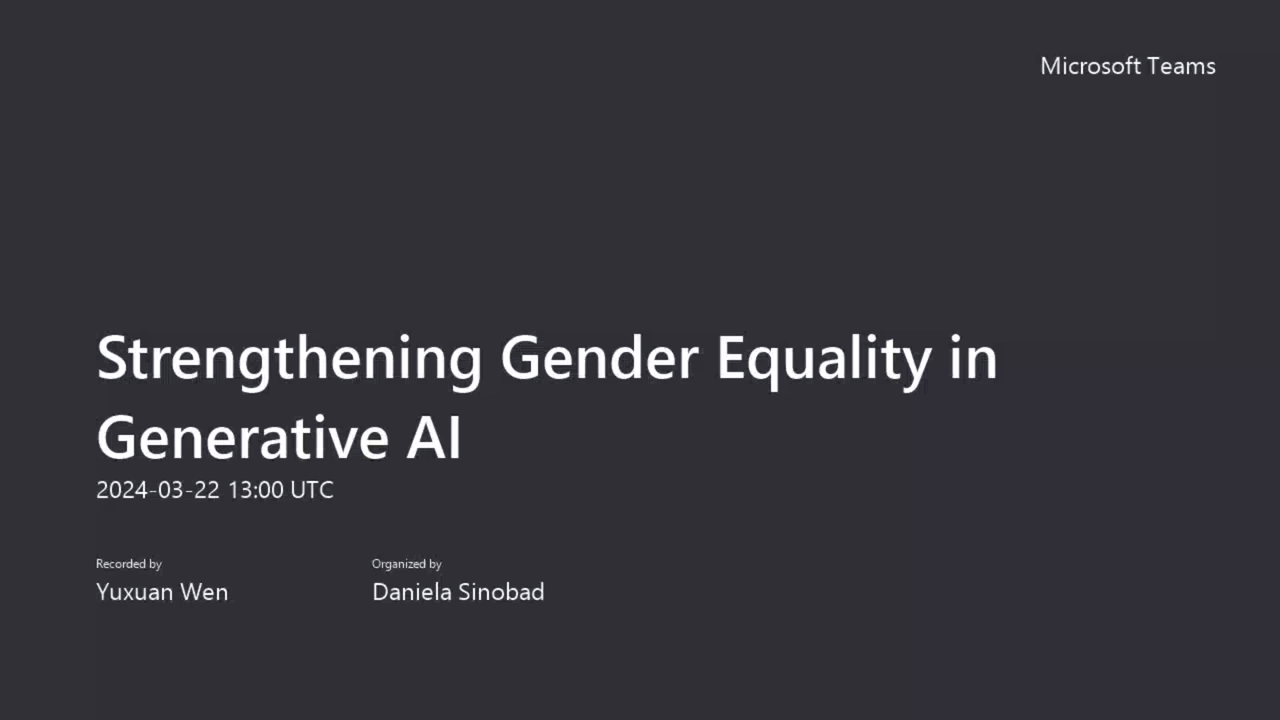 Microsoft Teams
Strengthening Gender Equality in
Generative AI
2024-03-22 13:00 UTC
Recorded by
Yuxuan Wen
Organized by
Daniela Sinobad